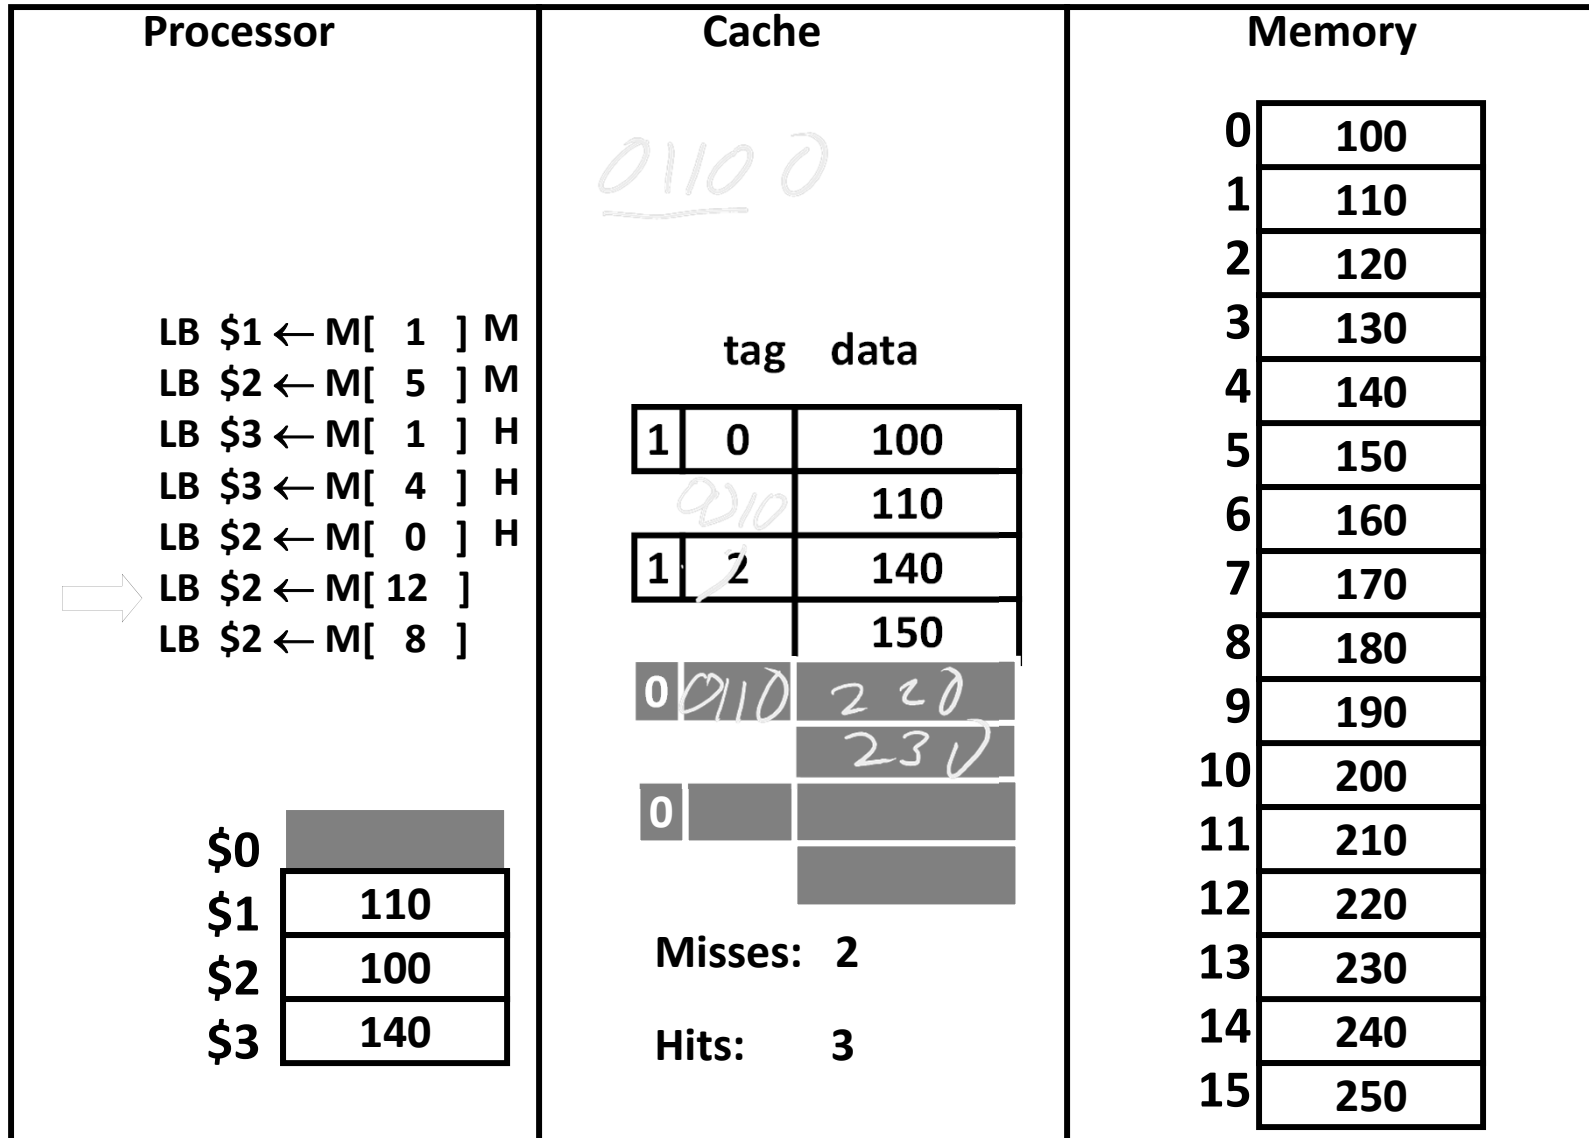 Processor
LB $1 ← M[ 1 ] M
LB $2 ← M[ 5 ] M
LB $3 ← M[ 1 ] H
LB $3 ← M[ 4 ] H
LB $2 ← M[ 0 ] H
LB $2 ← M[ 12 ]
LB $2 ← M[ 8 ]
$0
$1 110
$2 100
$3 140
Cache
01100
tag data
1 0 100
0010 110
1 2 140
150
0 0110 220
230
0
Misses: 2
Hits: 3
Memory
0 100
1 110
2 120
3 130
4 140
5 150
6 160
7 170
8 180
9 190
10 200
11 210
12 220
13 230
14 240
15 250